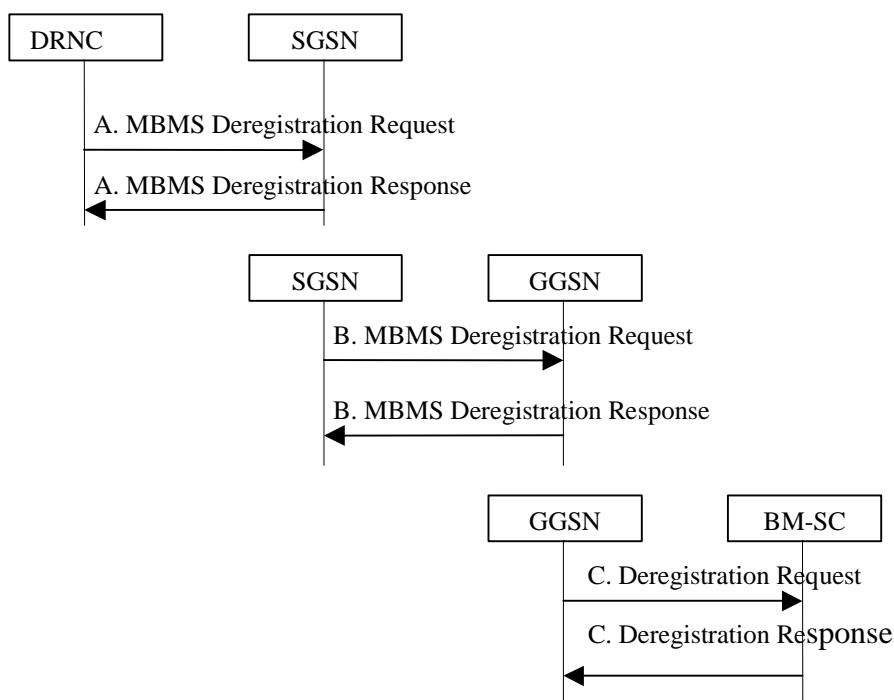 DRNC SGSN
A. MBMS Deregistration Request
A. MBMS Deregistration Response
SGSN GGSN
B. MBMS Deregistration Request
B. MBMS Deregistration Response
GGSN BM-SC
C. Deregistration Request
C. Deregistration Response